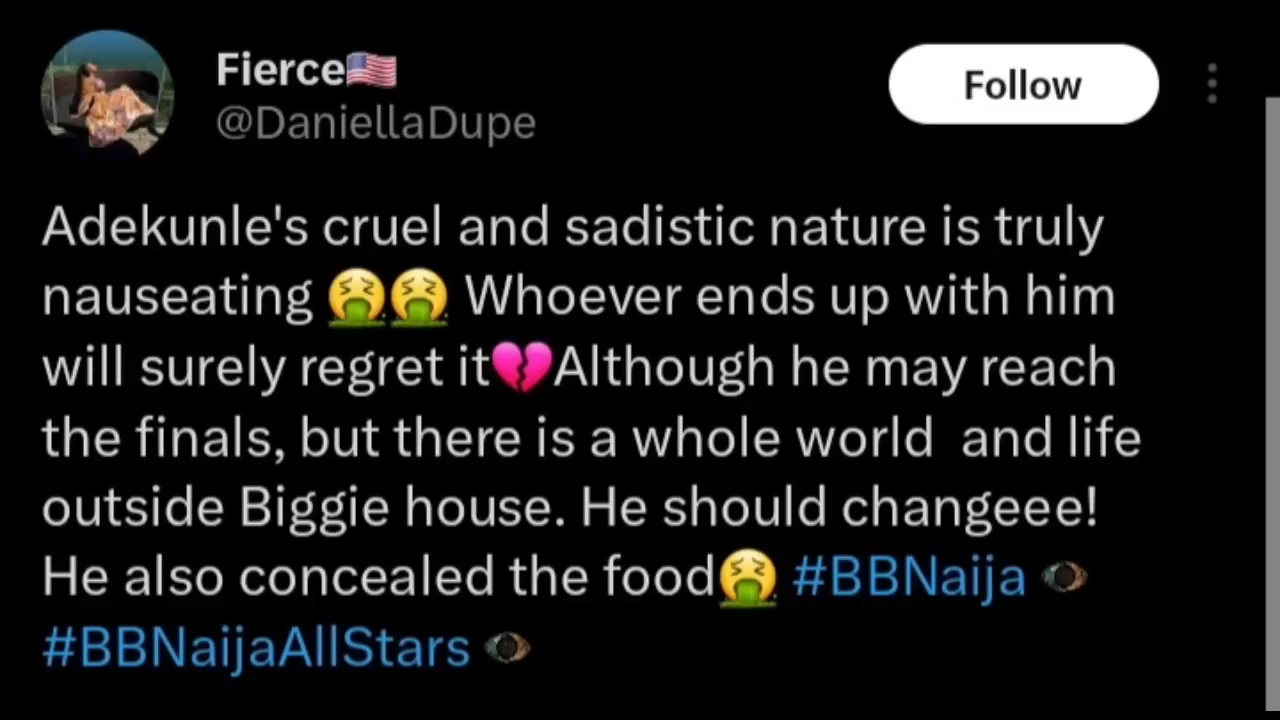 Fierce🇺🇸
Follow
@DaniellaDupe
Adekunle's cruel and sadistic nature is truly
nauseating 🤮🤮 Whoever ends up with him
will surely regret it💔Although he may reach
the finals, but there is a whole world  and life
outside Biggie house. He should changeee!
He also concealed the food🤮 #BBNaija
#BBNaijaAllStars